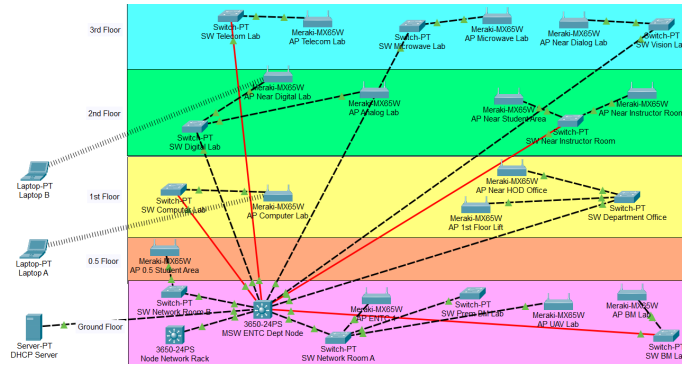 3rd Floor
Switch-PT
SW Telecom Lab
Meraki-MX65W
AP Telecom Lab
Switch-PT
SW Microwave Lab
Meraki-MX65W
AP Microwave Lab
Meraki-MX65W
AP Near Dialog Lab
Switch-PT
SW Vision La
2nd Floor
Meraki-MX65W
AP Near Digital Lab
Meraki-MX65W
AP Analog Lab
Switch-PT
SW Digital Lab
Meraki-MX65W
AP Near Student Area
Switch-PT
SW Near Instructor Room
Meraki-MX65W
AP Near Instructor Room
Laptop-PT
Laptop B
1st Floor
Switch-PT
SW Computer Lab
Meraki-MX65W
AP Computer Lab
Meraki-MX65W
AP Near HOD Office
Meraki-MX65W
AP 1st Floor Lift
Switch-PT
SW Department Office
Laptop-PT
Laptop A
0.5 Floor
Meraki-MX65W
AP 0.5 Student Area
Ground Floor
Switch-PT
SW Network Room B
3650-24PS
MSW ENTC Dept Node
3650-24PS
Node Network Rack
Meraki-MX65W
AP ENTC
Switch-PT
SW Network Room A
Switch-PT
SW Prem BM Lab
Meraki-MX65W
AP UAV Lab
Meraki-MX65W
AP BM Lab
Switch-PT
SW BM La
Server-PT
DHCP Server